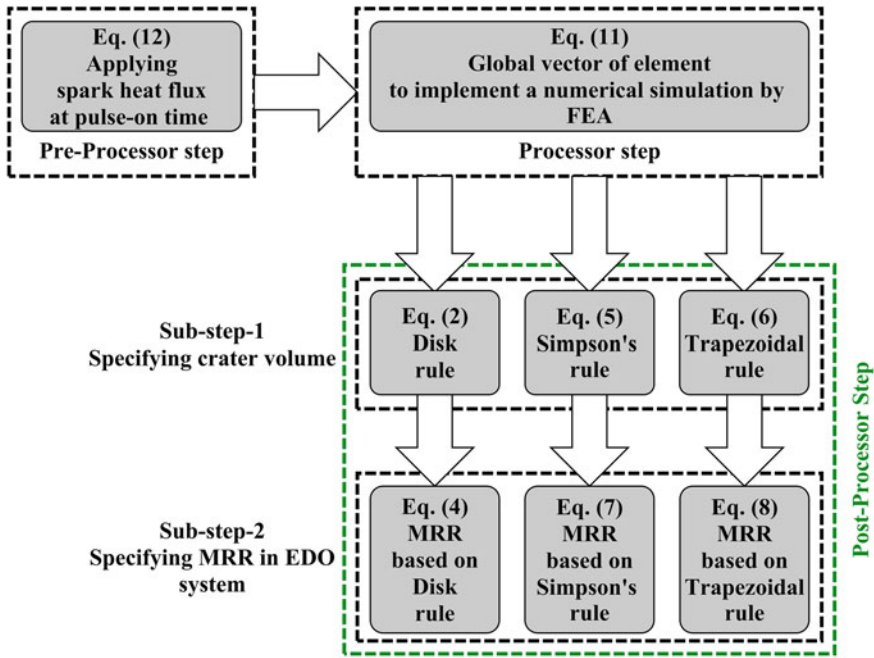 Eq. (12)
Applying
spark heat flux
at pulse-on time
Pre-Processor step
Eq. (11)
Global vector of element
to implement a numerical simulation by
FEA
Processor step
Sub-step-1
Specifying crater volume
Eq. (2)
Disk
rule
Eq. (5)
Simpson's
rule
Eq. (6)
Trapezoidal
rule
Sub-step-2
Specifying MRR in EDO
system
Eq. (4)
MRR
based on
Disk
rule
Eq. (7)
MRR
based on
Simpson's
rule
Eq. (8)
MRR
based on
Trapezoidal
rule
Post-Processor Step